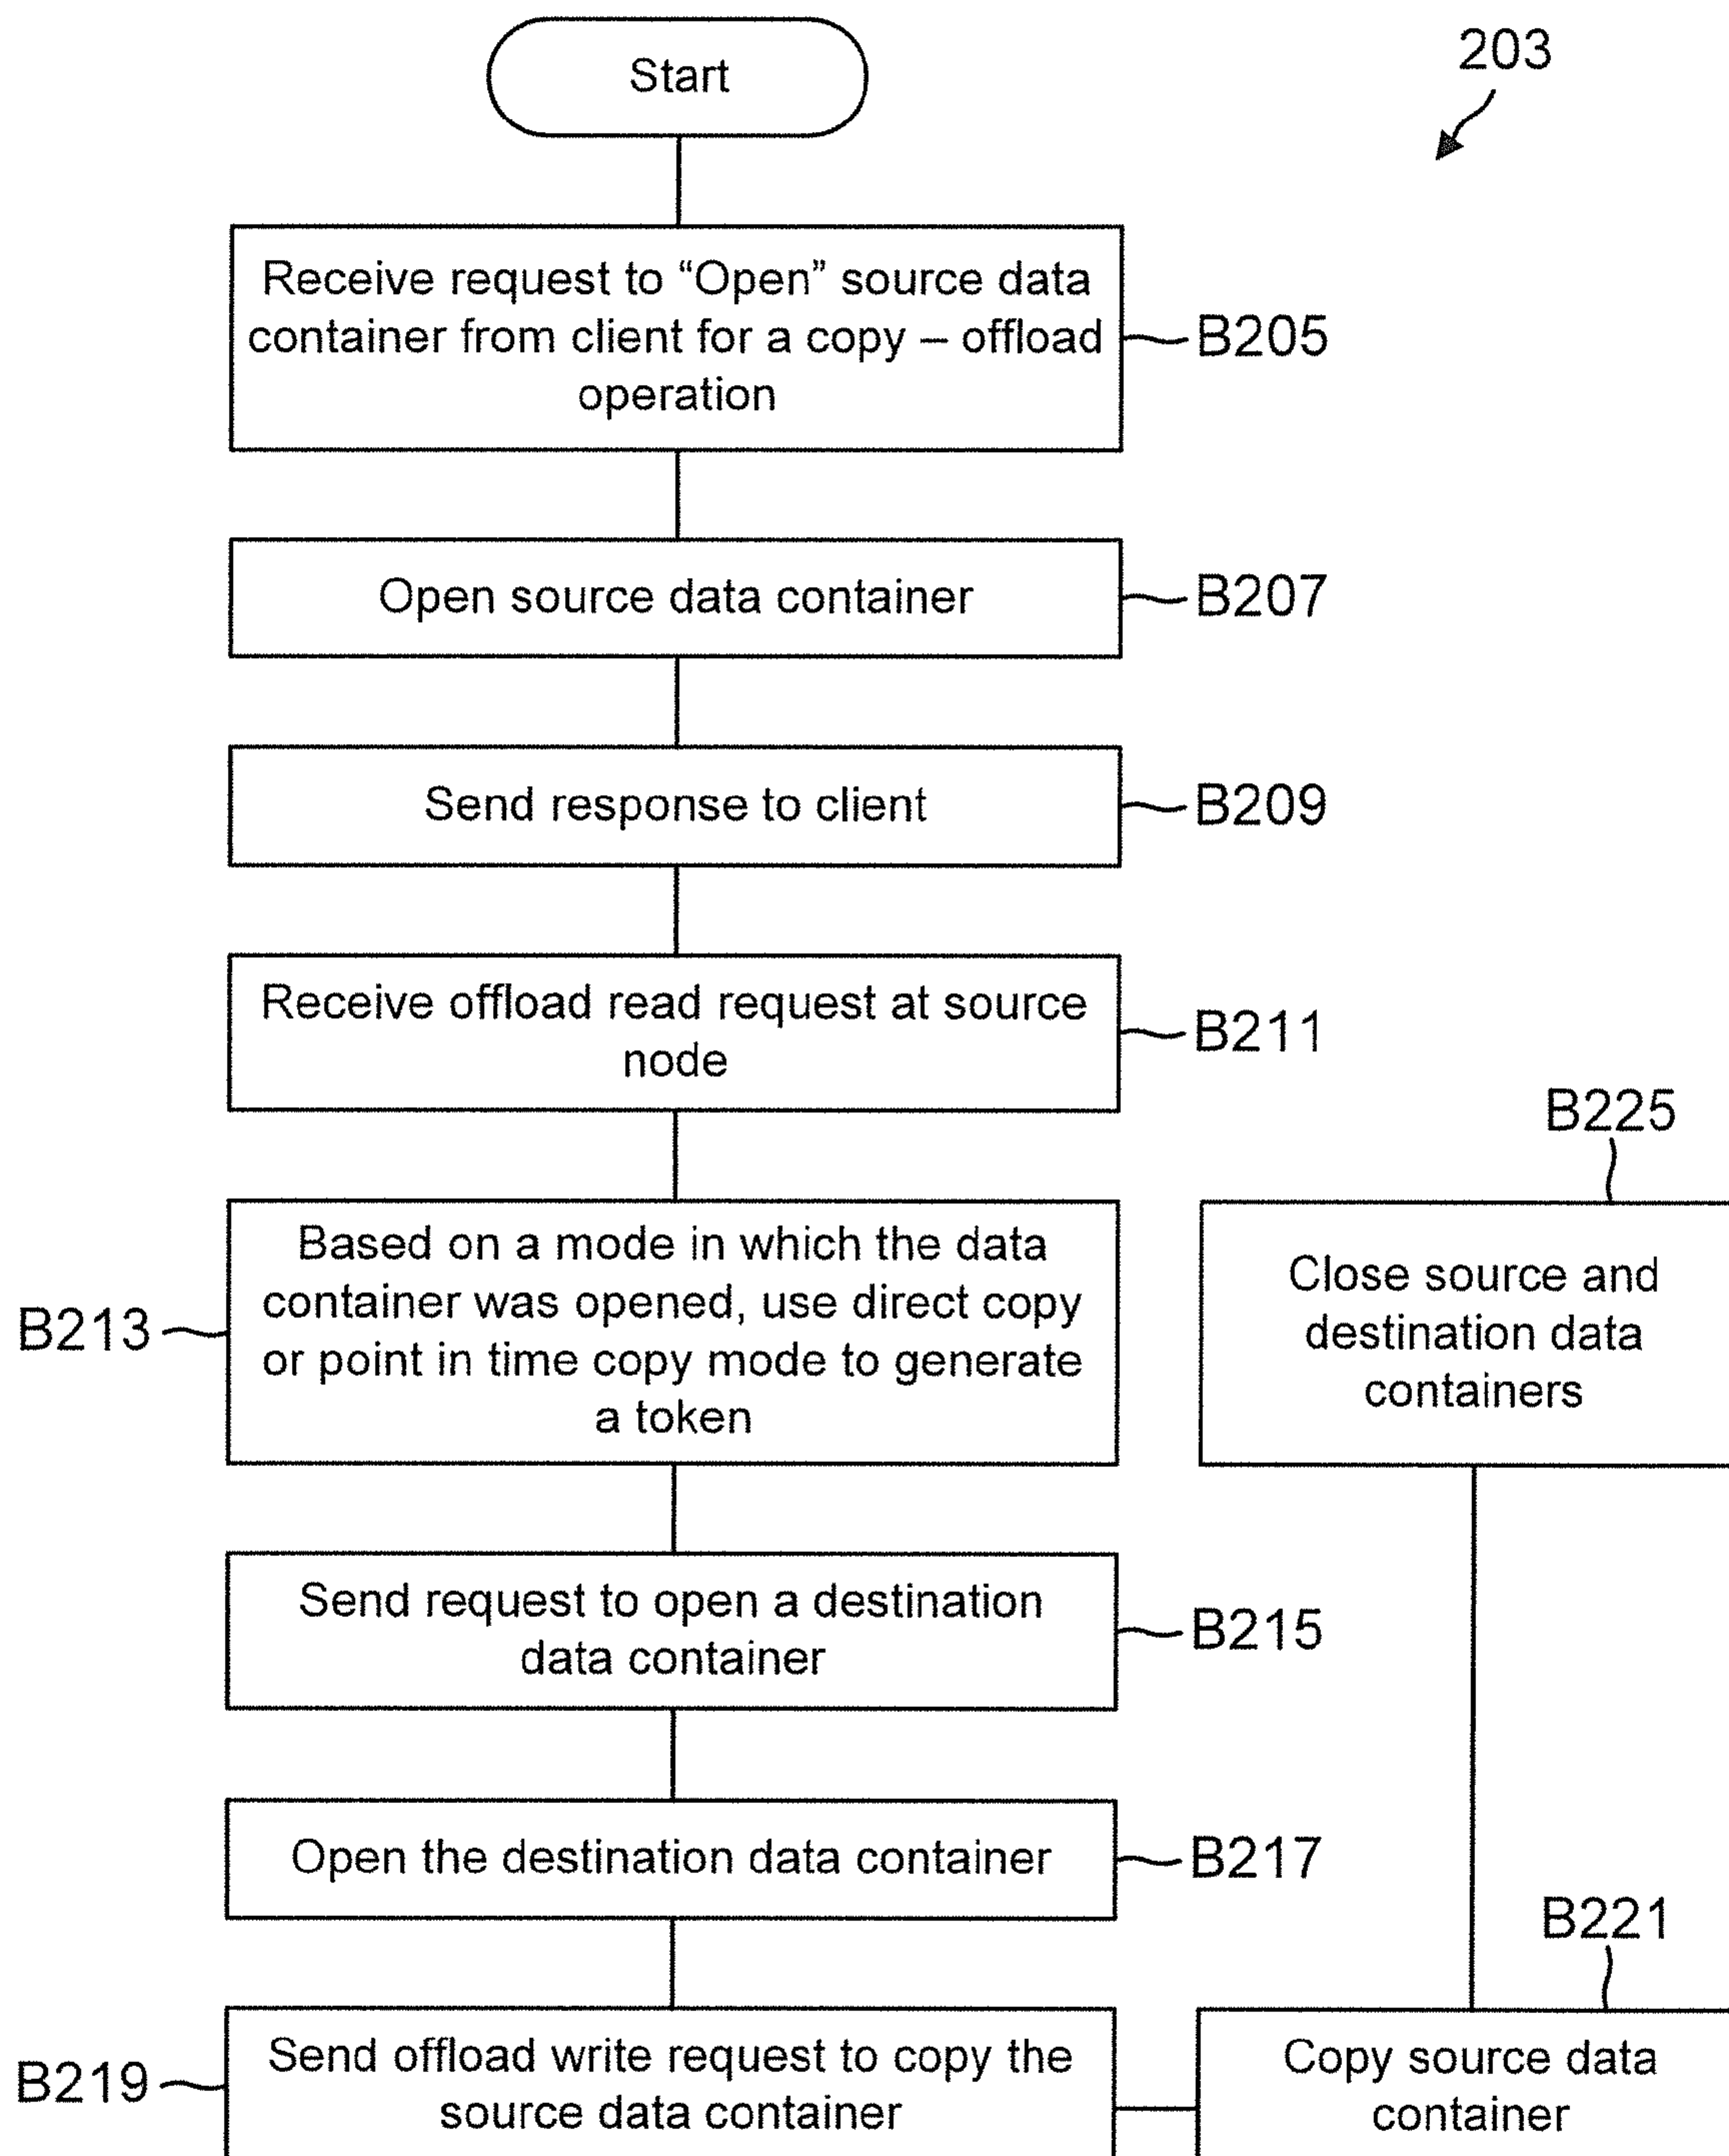 Start
203
Receive request to “Open” source data
container from client for a copy – offload
operation
B205
Open source data container
B207
Send response to client
B209
Receive offload read request at source
node
B211
B213
Based on a mode in which the data
container was opened, use direct copy
or point in time copy mode to generate
a token
B225
Close source and
destination data
containers
Send request to open a destination
data container
B215
Open the destination data container
B217
B219
Send offload write request to copy the
source data container
B221
Copy source data
container